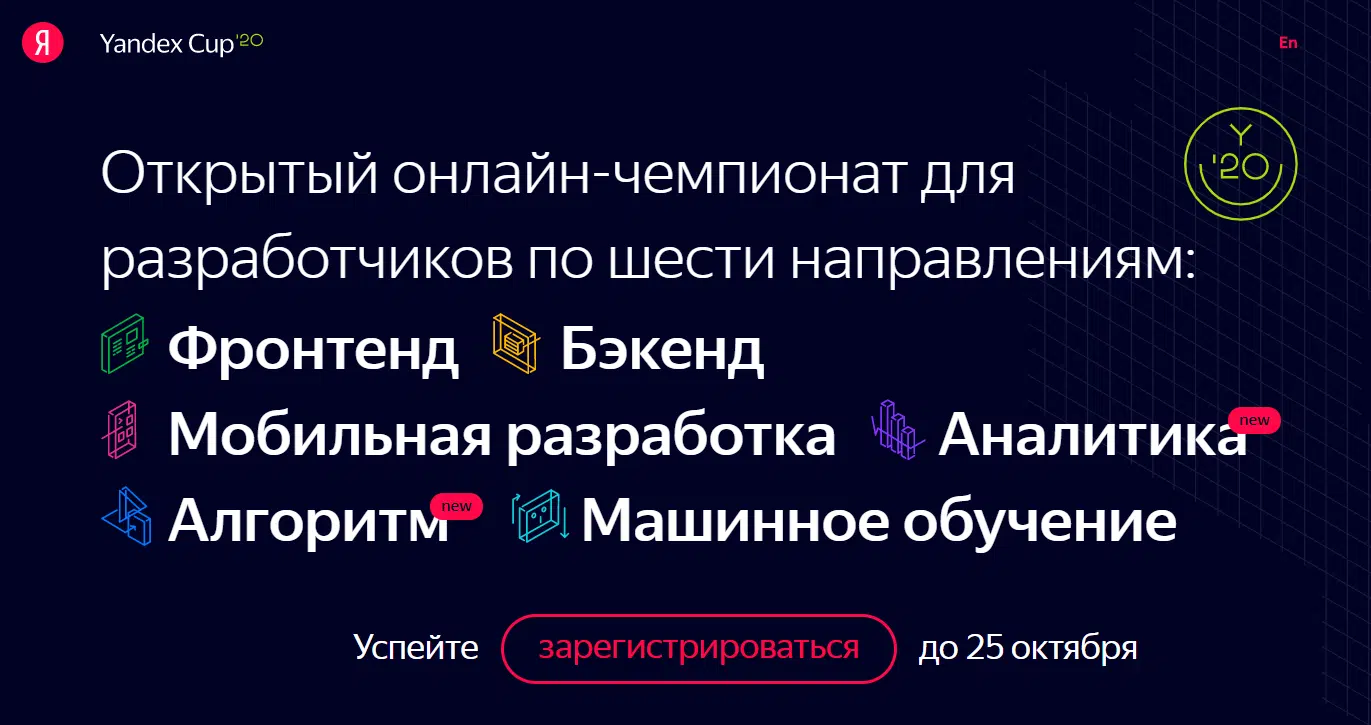 Я Yandex Cup'20 En
Y
'20
Открытый онлайн-чемпионат для
разработчиков по шести направлениям:
Фронтенд Бэкенд
Мобильная разработка Аналитика new
Алгоритм new Машинное обучение
Успейте зарегистрироваться до 25 октября